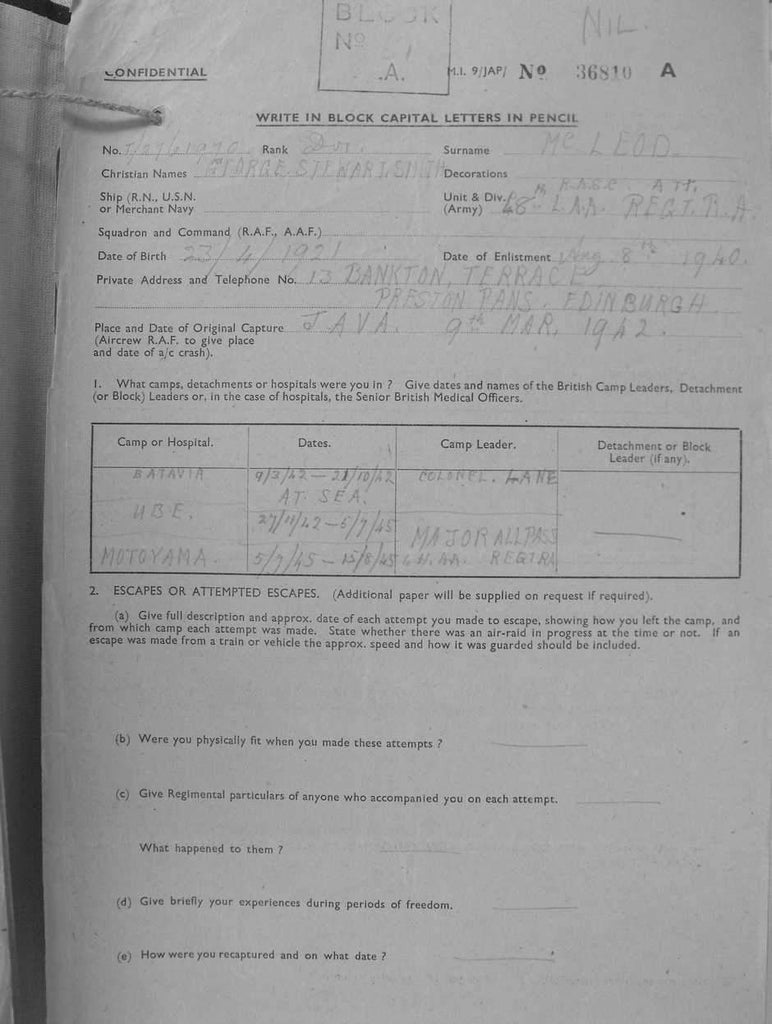 BLOCK
Nº
.A.
NIL.
CONFIDENTIAL
M.I. 9/JAP/ Nº 36810 A
WRITE IN BLOCK CAPITAL LETTERS IN PENCIL
No. Rank Dvr. Surname McLEOD.
Christian Names GEORGE. STEWART. SMITH Decorations
Ship (R.N., U.S.N. or Merchant Navy Unit & Div. (Army) R.A.S.C. ATT. 48th L.A.A. REGT. R.A.
Squadron and Command (R.A.F., A.A.F.)
Date of Birth 23/4/1921 Date of Enlistment Aug. 8th 1940.
Private Address and Telephone No. 13 BANKTON, TERRACE
PRESTON PANS. EDINBURGH
Place and Date of Original Capture JAVA. 9th MAR, 1942.
(Aircrew R.A.F. to give place
and date of a/c crash).
1. What camps, detachments or hospitals were you in ? Give dates and names of the British Camp Leaders, Detachment
(or Block) Leaders or, in the case of hospitals, the Senior British Medical Officers.
Camp or Hospital. Dates. Camp Leader. Detachment or Block Leader (if any).
BATAVIA 9/3/42 — 21/10/42 COLONEL. LANE
AT SEA.
UBE. 27/11/42 — 5/7/45 MAJOR ALLPASS
MOTOYAMA. 5/7/45 — 15/8/45 H.AA. REGTRA
2. ESCAPES OR ATTEMPTED ESCAPES. (Additional paper will be supplied on request if required).
(a) Give full description and approx. date of each attempt you made to escape, showing how you left the camp, and
from which camp each attempt was made. State whether there was an air-raid in progress at the time or not. If an
escape was made from a train or vehicle the approx. speed and how it was guarded should be included.
(b) Were you physically fit when you made these attempts ?
(c) Give Regimental particulars of anyone who accompanied you on each attempt.
What happened to them ?
(d) Give briefly your experiences during periods of freedom.
(e) How were you recaptured and on what date ?